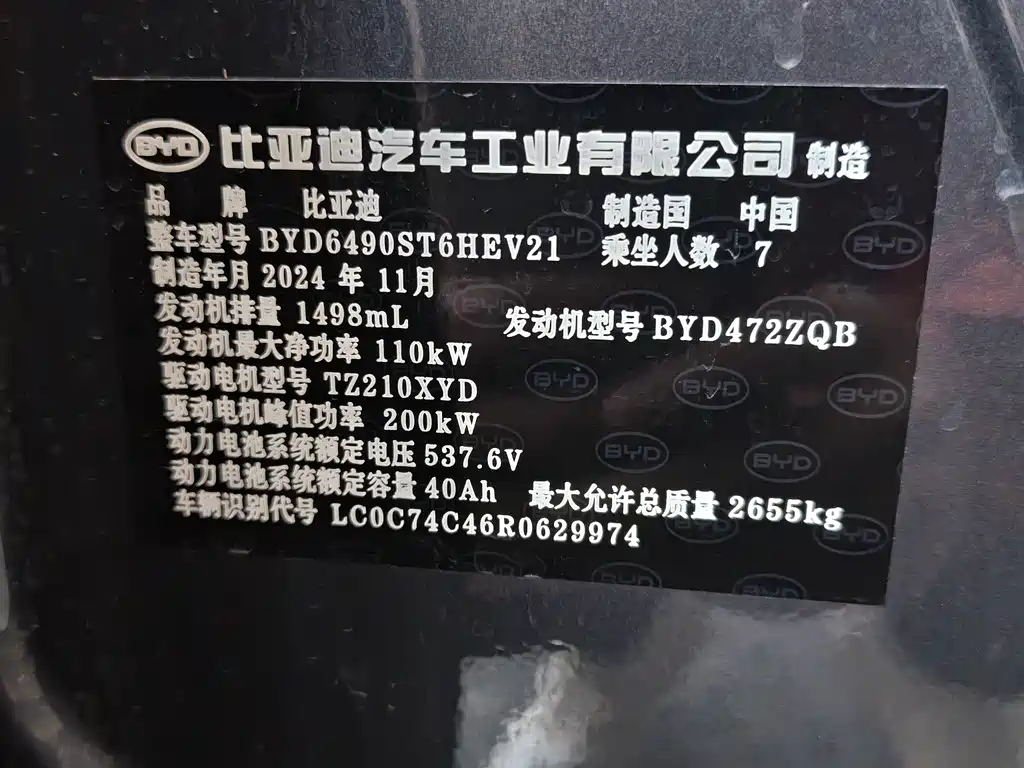 BYD 比亚迪汽车工业有限公司 制造
品 牌 比亚迪 制造国 中国
整车型号 BYD6490ST6HEV21 乘坐人数 7
制造年月 2024 年 11月
发动机排量 1498mL 发动机型号 BYD472ZQB
发动机最大净功率 110kW
驱动电机型号 TZ210XYD
驱动电机峰值功率 200kW
动力电池系统额定电压 537.6V
动力电池系统额定容量 40Ah 最大允许总质量 2655kg
车辆识别代号 LC0C74C46R0629974